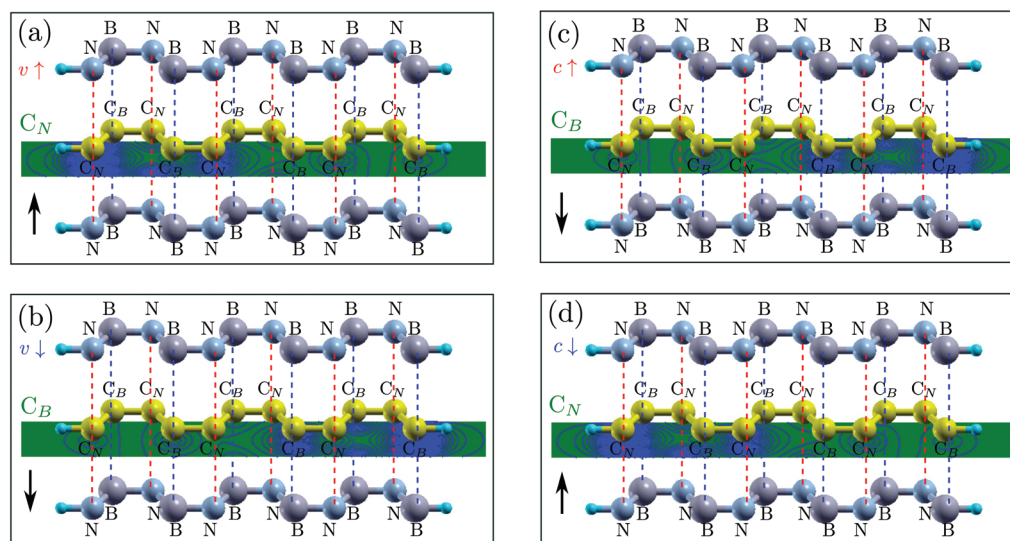 (a)
B N B N B N
N B N B N B
v ↑
C_B C_N C_B C_N C_B C_N
C_N
C_N C_B C_N C_B C_N C_B
B N B N B N
N B N B N B
(b)
B N B N B N
N B N B N B
v ↓
C_B C_N C_B C_N C_B C_N
C_B
C_N C_B C_N C_B C_N C_B
B N B N B N
N B N B N B
(c)
B N B N B N
N B N B N B
c ↑
C_B C_N C_B C_N C_B C_N
C_B
C_N C_B C_N C_B C_N C_B
B N B N B N
N B N B N B
(d)
B N B N B N
N B N B N B
c ↓
C_B C_N C_B C_N C_B C_N
C_N
C_N C_B C_N C_B C_N C_B
B N B N B N
N B N B N B